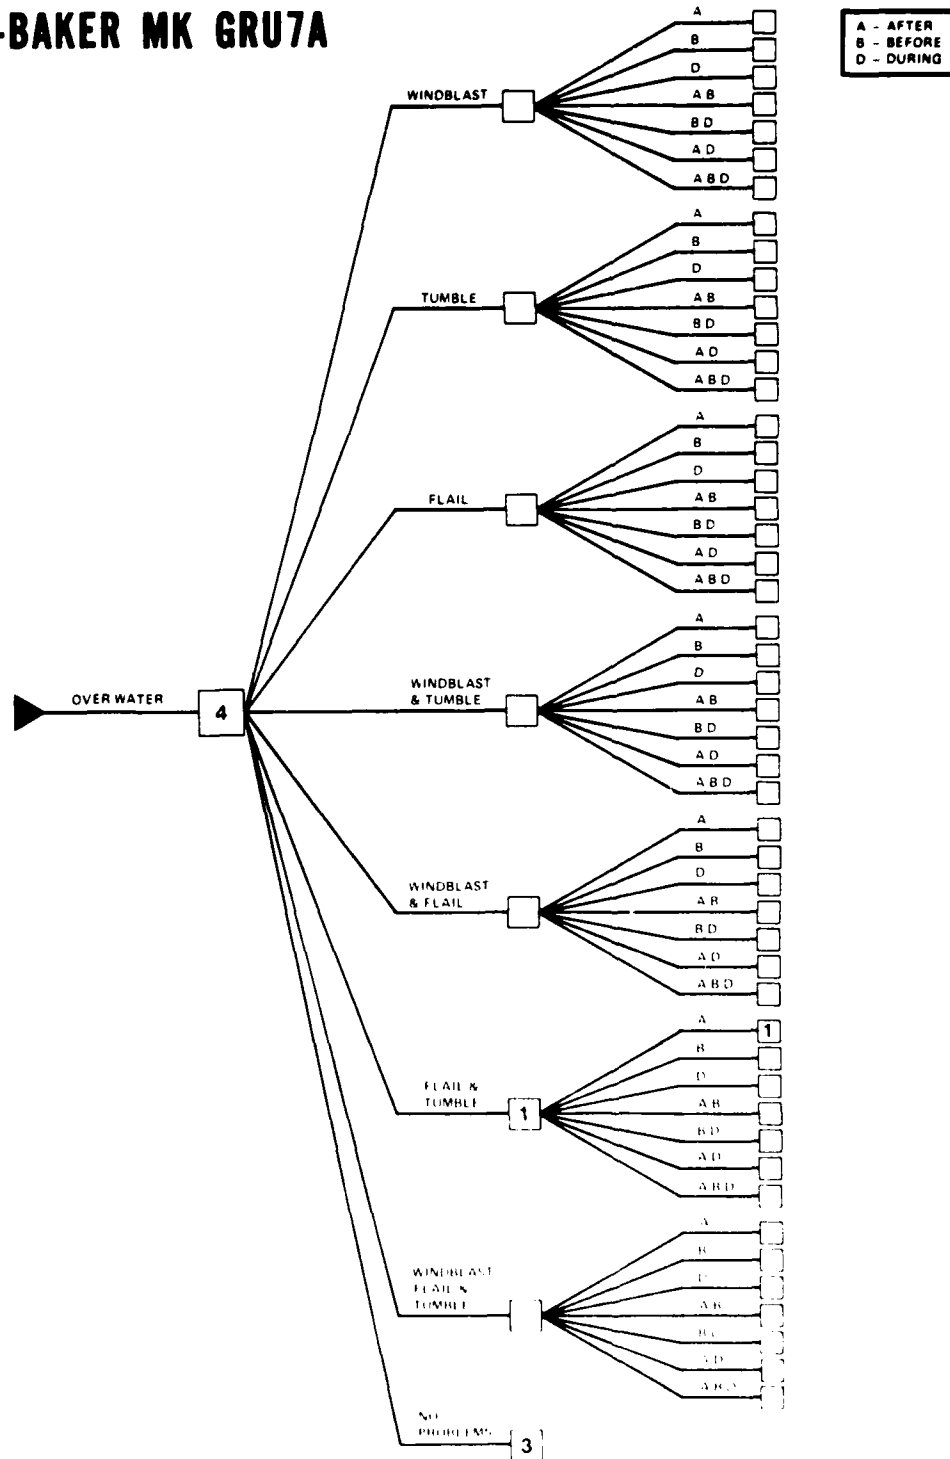 -BAKER MK GRU7A
A - AFTER
B - BEFORE
D - DURING
WINDBLAST
A
B
D
A B
B D
A D
A B D
TUMBLE
A
B
D
A B
B D
A D
A B D
FLAIL
A
B
D
A B
B D
A D
A B D
OVER WATER
4
WINDBLAST
& TUMBLE
A
B
D
A B
B D
A D
A B D
WINDBLAST
& FLAIL
A
B
D
A B
B D
A D
A B D
FLAIL &
TUMBLE
1
A
1
B
D
A B
B D
A D
A B D
WINDBLAST
FLAIL &
TUMBLE
A
B
D
A B
B D
A D
A B D
NO
PROBLEMS
3